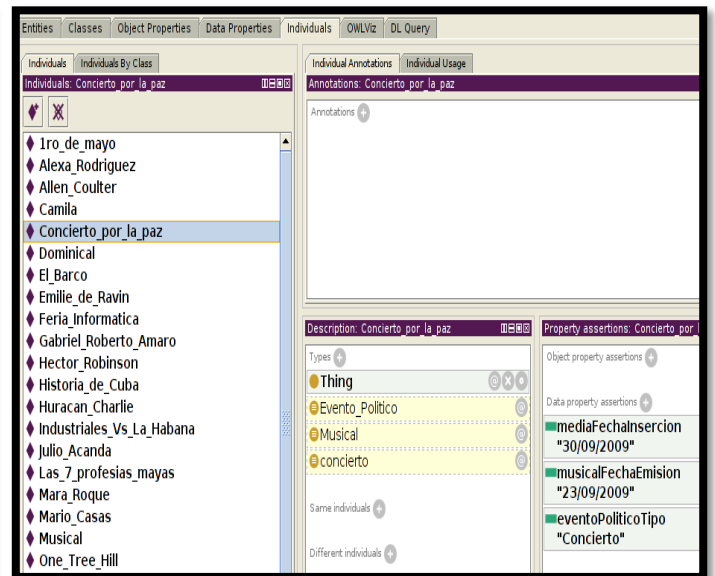 Entities Classes Object Properties Data Properties Individuals OWLViz DL Query
Individuals Individuals By Class
Individuals: Concierto_por_la_paz
1ro_de_mayo
Alexa_Rodriguez
Allen_Coulter
Camila
Concierto_por_la_paz
Dominical
El_Barco
Emilie_de_Ravin
Feria_Informatica
Gabriel_Roberto_Amaro
Hector_Robinson
Historia_de_Cuba
Huracan_Charlie
Industriales_Vs_La_Habana
Julio_Acanda
Las_7_profesias_mayas
Mara_Roque
Mario_Casas
Musical
One_Tree_Hill
Individual Annotations Individual Usage
Annotations: Concierto_por_la_paz
Annotations
Description: Concierto_por_la_paz
Types
Thing
Evento_Politico
Musical
concierto
Same individuals
Different individuals
Property assertions: Concierto_por_
Object property assertions
Data property assertions
mediaFechaInsercion
"30/09/2009"
musicalFechaEmision
"23/09/2009"
eventoPoliticoTipo
"Concierto"